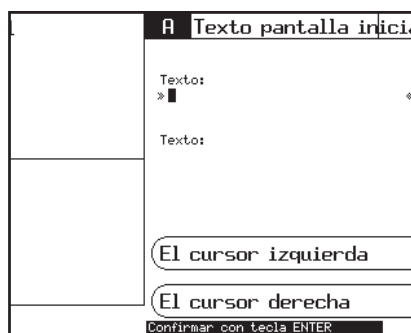 A Texto pantalla inici
Texto:
»
Texto:
El cursor izquierda
El cursor derecha
Confirmar con tecla ENTER